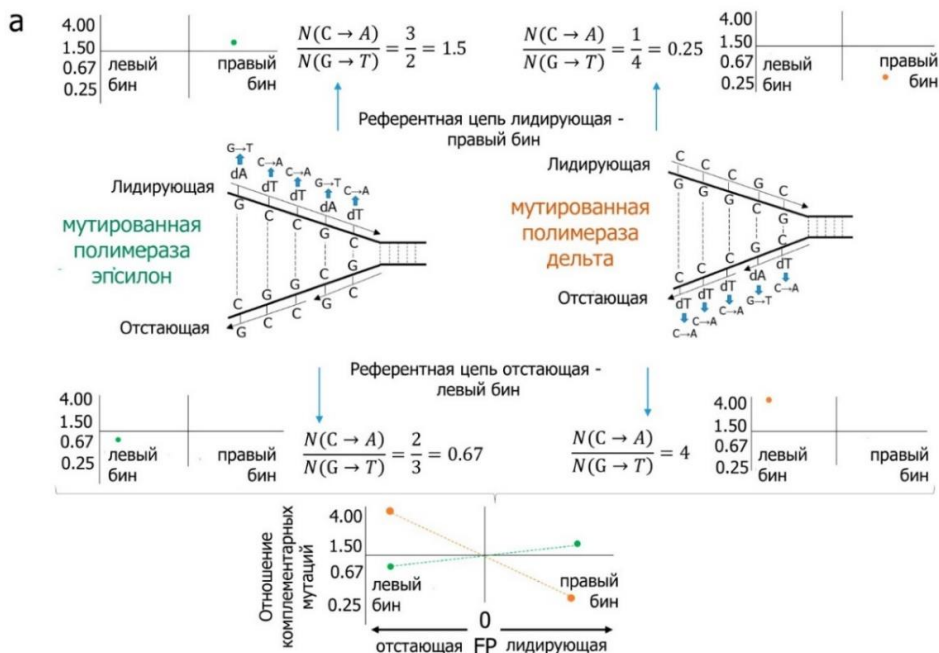 а
4.00
1.50
0.67
0.25
левый
бин
правый
бин
N(C → A)
N(G → T)
= 3/2 = 1.5
N(C → A)
N(G → T)
= 1/4 = 0.25
4.00
1.50
0.67
0.25
левый
бин
правый
бин
Референтная цепь лидирующая -
правый бин
G→T C→A C→A G→T C→A
dA dT dT dA dT
Лидирующая
G C C G C
мутированная
полимераза
эпсилон
C G G C G
Отстающая
G C C G C
C C C G C
Лидирующая
G G G C G
мутированная
полимераза
дельта
C C C G C
Отстающая
dT dT dT dA dT
C→A C→A C→A G→T C→A
Референтная цепь отстающая -
левый бин
4.00
1.50
0.67
0.25
левый
бин
правый
бин
N(C → A)
N(G → T)
= 2/3 = 0.67
N(C → A)
N(G → T)
= 4
4.00
1.50
0.67
0.25
левый
бин
правый
бин
Отношение
комплементарных
мутаций
4.00
1.50
0.67
0.25
левый
бин
правый
бин
0
отстающая FP лидирующая